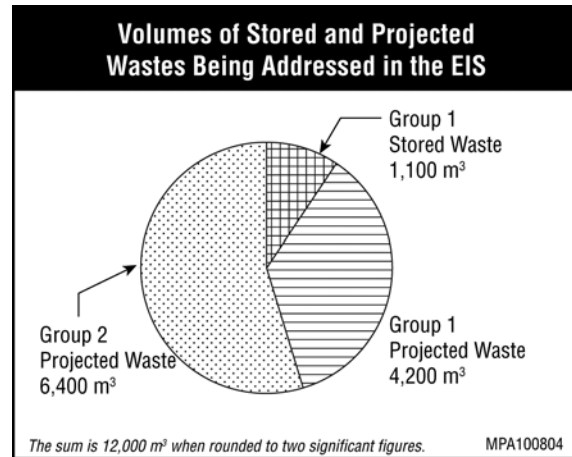 Volumes of Stored and Projected
Wastes Being Addressed in the EIS
Group 1
Stored Waste
1,100 m³
Group 1
Projected Waste
4,200 m³
Group 2
Projected Waste
6,400 m³
The sum is 12,000 m³ when rounded to two significant figures.
MPA100804